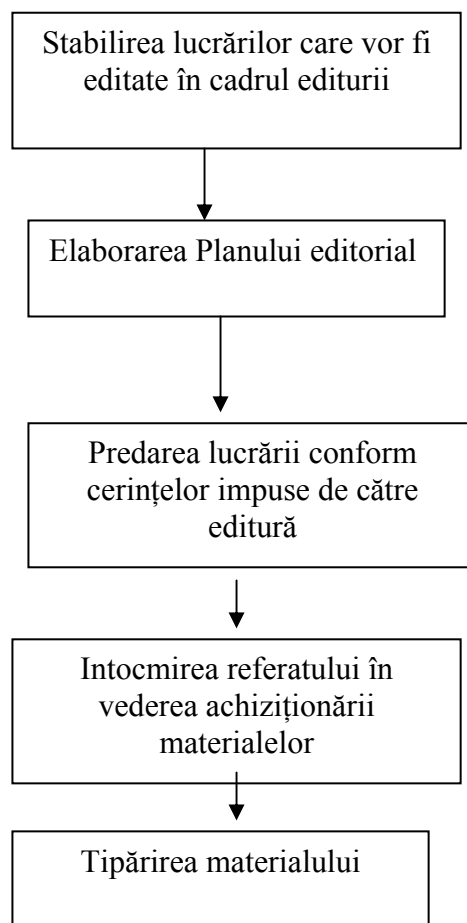 Stabilirea lucrărilor care vor fi
editate în cadrul editurii
Elaborarea Planului editorial
Predarea lucrării conform
cerințelor impuse de către
editură
Intocmirea referatului în
vederea achiziționării
materialelor
Tipărirea materialului